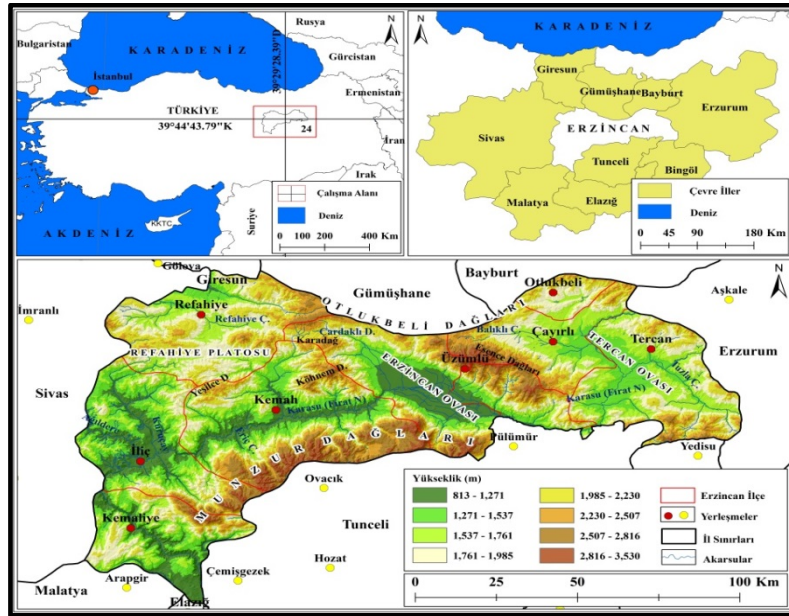 Rusya
N
Bulgaristan
KARADENİZ
39°29'28.39"D
Gürcistan
İstanbul
Ermenistan
TÜRKİYE
39°44'43.79"K
24
İran
Irak
Suriye
KKTC
AKDENİZ
Çalışma Alanı
Deniz
0 100 200 400 Km
KARADENİZ
N
Giresun
Gümüşhane
Bayburt
Erzurum
Sivas
ERZİNCAN
Tunceli
Bingöl
Malatya
Elazığ
Çevre İller
Deniz
0 45 90 180 Km
Gölova
Giresun
Bayburt
Otlukbeli
N
Aşkale
İmranlı
Refahiye
Gümüşhane
OTLUKBELİ DAĞLARI
Refahiye Ç.
Çardaklı D.
Balıklı Ç.
Çayırlı
Tercan
Erzurum
REFAHİYE PLATOSU
Karadağ
Esence Dağları
TERCAN OVASI
Üzümlü
Tuzla Ç.
Sivas
Yeşilce D
Köhnem D.
ERZİNCAN OVASI
Kemah
Karasu (Fırat N)
Karasu (Fırat N)
Eriç Ç.
Pülümür
Yedisu
İliç
MUNZUR DAĞLARI
Ovacık
Kemaliye
Tunceli
Arapgir
Çemişgezek
Hozat
Malatya
Elazığ
Yükseklik (m)
813 - 1,271
1,271 - 1,537
1,537 - 1,761
1,761 - 1,985
1,985 - 2,230
2,230 - 2,507
2,507 - 2,816
2,816 - 3,530
Erzincan İlçe
Yerleşmeler
İl Sınırları
Akarsular
0 25 50 100 Km